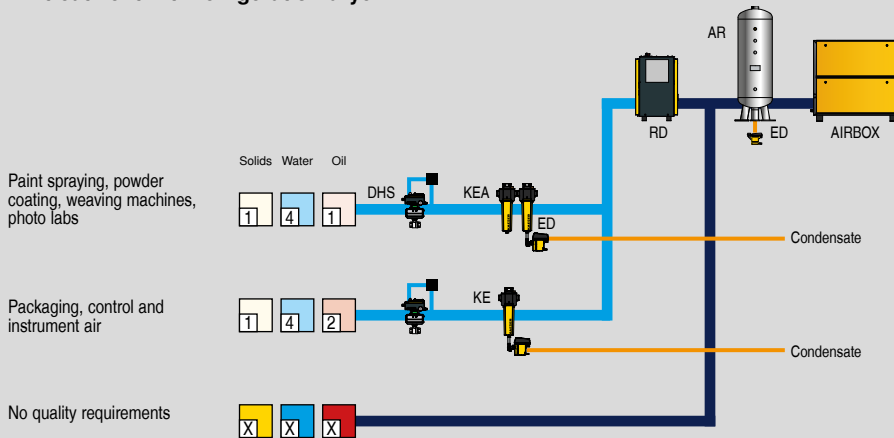 AR
RD
ED
AIRBOX
Solids Water Oil
Paint spraying, powder
coating, weaving machines,
photo labs
1 4 1
DHS
KEA
ED
Condensate
Packaging, control and
instrument air
1 4 2
KE
Condensate
No quality requirements
X X X